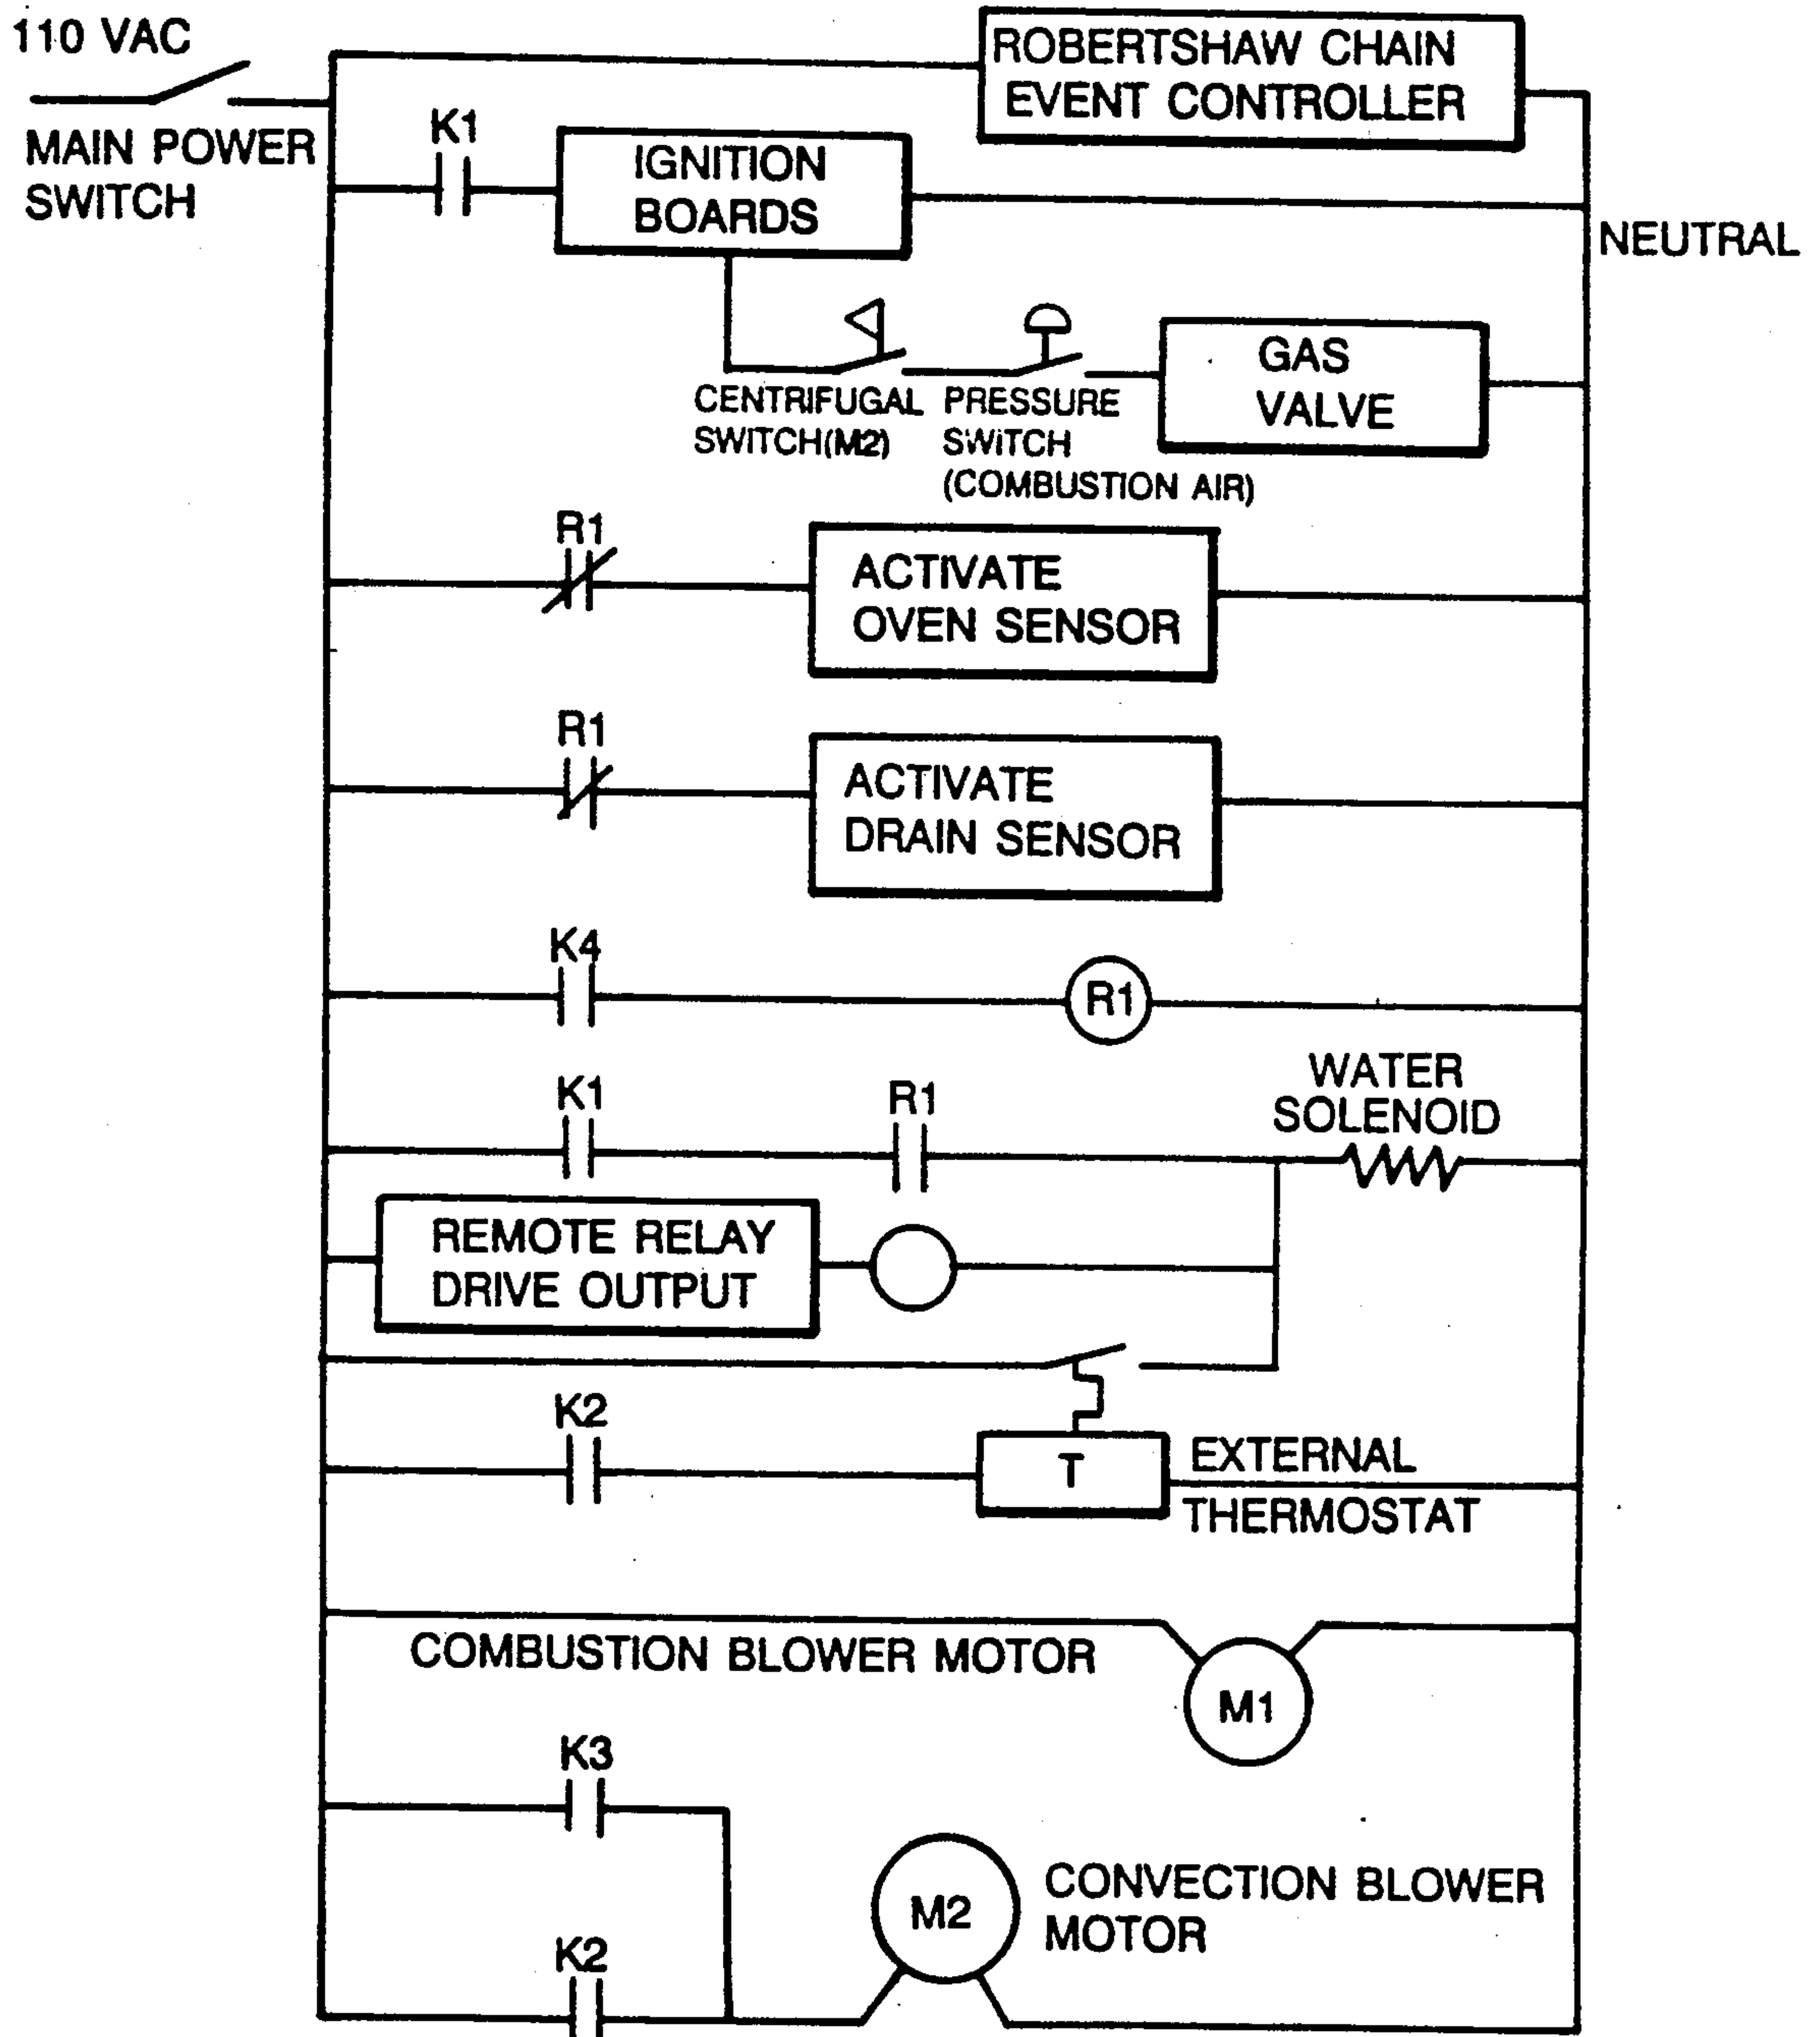 110 VAC
MAIN POWER
SWITCH
ROBERTSHAW CHAIN
EVENT CONTROLLER
K1
IGNITION
BOARDS
NEUTRAL
CENTRIFUGAL
SWITCH(M2)
PRESSURE
SWITCH
(COMBUSTION AIR)
GAS
VALVE
R1
ACTIVATE
OVEN SENSOR
R1
ACTIVATE
DRAIN SENSOR
K4
R1
K1
R1
WATER
SOLENOID
REMOTE RELAY
DRIVE OUTPUT
K2
T
EXTERNAL
THERMOSTAT
COMBUSTION BLOWER MOTOR
M1
K3
M2
CONVECTION BLOWER
MOTOR
K2